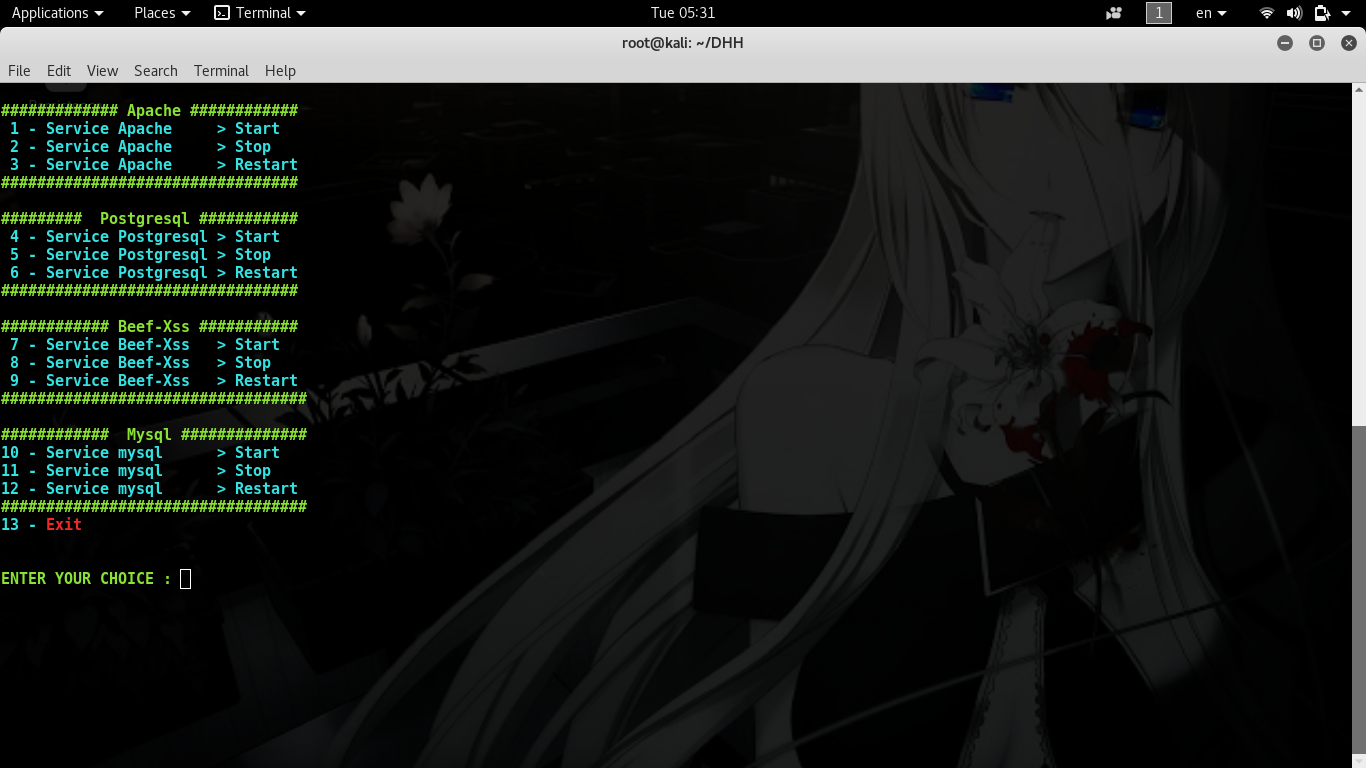 Applications Places Terminal Tue 05:31 1 en
root@kali: ~/DHH
File Edit View Search Terminal Help
############# Apache ############
 1 - Service Apache     > Start
 2 - Service Apache     > Stop
 3 - Service Apache     > Restart
#################################
#########  Postgresql ###########
 4 - Service Postgresql > Start
 5 - Service Postgresql > Stop
 6 - Service Postgresql > Restart
#################################
############ Beef-Xss ###########
 7 - Service Beef-Xss   > Start
 8 - Service Beef-Xss   > Stop
 9 - Service Beef-Xss   > Restart
##################################
############  Mysql ##############
10 - Service mysql      > Start
11 - Service mysql      > Stop
12 - Service mysql      > Restart
##################################
13 - Exit
ENTER YOUR CHOICE :